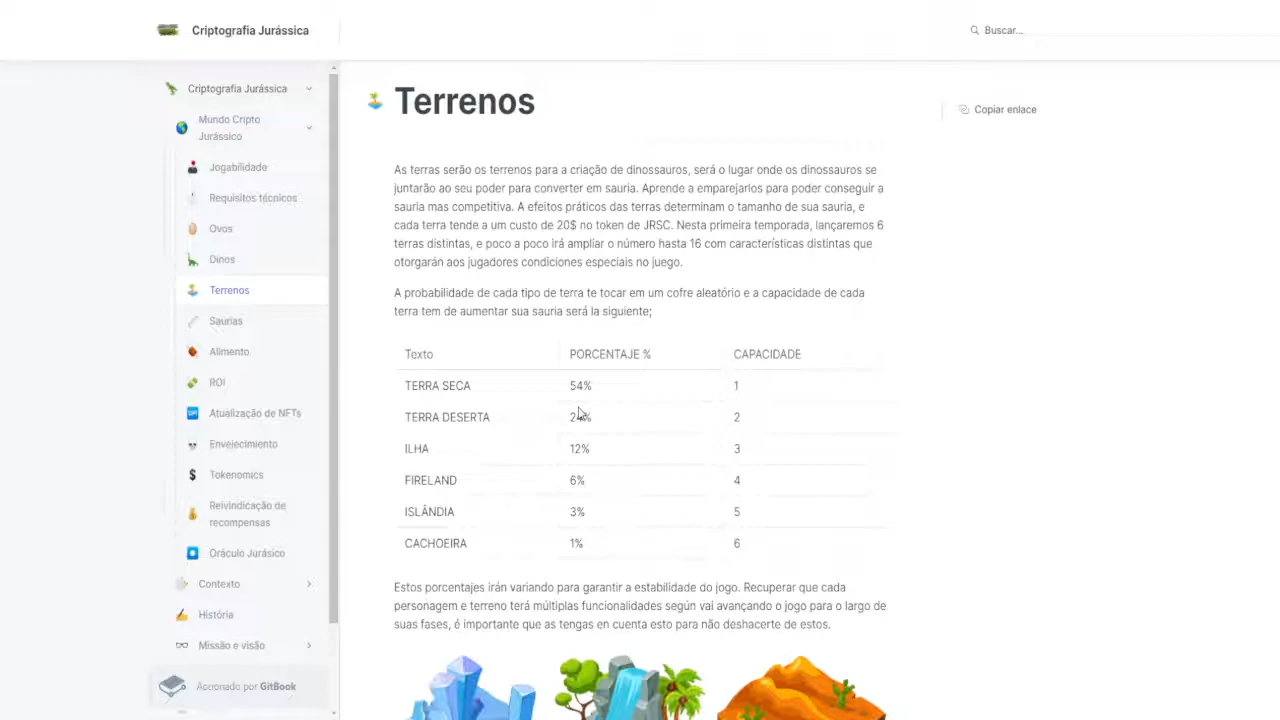 Criptografia Jurássica
Buscar...
Criptografia Jurássica
Mundo Cripto
Jurássico
Jogabilidade
Requisitos técnicos
Ovos
Dinos
Terrenos
Saurias
Alimento
ROI
Atualização de NFTs
Envelecimento
Tokenomics
Reivindicação de
recompensas
Oráculo Jurásico
Contexto
História
Missão e visão
Accionado por GitBook
Terrenos
Copiar enlace
As terras serão os terrenos para a criação de dinossauros, será o lugar onde os dinossauros se
juntarão ao seu poder para converter em sauria. Aprende a emparejarlos para poder conseguir a
sauria mas competitiva. A efeitos práticos das terras determinam o tamanho de sua sauria, e
cada terra tende a um custo de 20$ no token de JRSC. Nesta primeira temporada, lançaremos 6
terras distintas, e poco a poco irá ampliar o número hasta 16 com características distintas que
otorgarán aos jugadores condiciones especiais no juego.
A probabilidade de cada tipo de terra te tocar em um cofre aleatório e a capacidade de cada
terra tem de aumentar sua sauria será la siguiente;
Texto PORCENTAJE % CAPACIDADE
TERRA SECA 54% 1
TERRA DESERTA 24% 2
ILHA 12% 3
FIRELAND 6% 4
ISLÂNDIA 3% 5
CACHOEIRA 1% 6
Estos porcentajes irán variando para garantir a estabilidade do jogo. Recuperar que cada
personagem e terreno terá múltiplas funcionalidades según vai avançando o jogo para o largo de
suas fases, é importante que as tengas en cuenta esto para não deshacerte de estos.